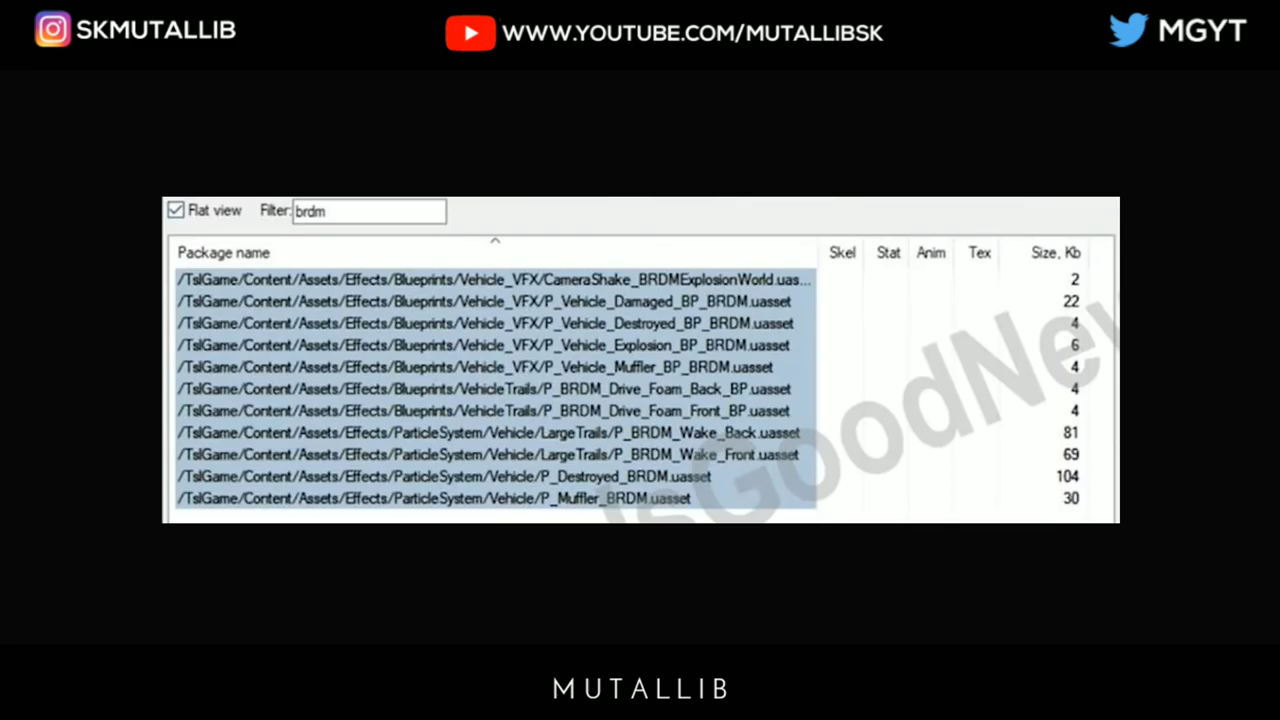 SKMUTALLIB
WWW.YOUTUBE.COM/MUTALLIBSK
MGYT
Flat view Filter: brdm
Package name Skel Stat Anim Tex Size, Kb
/TslGame/Content/Assets/Effects/Blueprints/Vehicle_VFX/CameraShake_BRDMExplosionWorld.uas... 2
/TslGame/Content/Assets/Effects/Blueprints/Vehicle_VFX/P_Vehicle_Damaged_BP_BRDM.uasset 22
/TslGame/Content/Assets/Effects/Blueprints/Vehicle_VFX/P_Vehicle_Destroyed_BP_BRDM.uasset 4
/TslGame/Content/Assets/Effects/Blueprints/Vehicle_VFX/P_Vehicle_Explosion_BP_BRDM.uasset 6
/TslGame/Content/Assets/Effects/Blueprints/Vehicle_VFX/P_Vehicle_Muffler_BP_BRDM.uasset 4
/TslGame/Content/Assets/Effects/Blueprints/VehicleTrails/P_BRDM_Drive_Foam_Back_BP.uasset 4
/TslGame/Content/Assets/Effects/Blueprints/VehicleTrails/P_BRDM_Drive_Foam_Front_BP.uasset 4
/TslGame/Content/Assets/Effects/ParticleSystem/Vehicle/LargeTrails/P_BRDM_Wake_Back.uasset 81
/TslGame/Content/Assets/Effects/ParticleSystem/Vehicle/LargeTrails/P_BRDM_Wake_Front.uasset 69
/TslGame/Content/Assets/Effects/ParticleSystem/Vehicle/P_Destroyed_BRDM.uasset 104
/TslGame/Content/Assets/Effects/ParticleSystem/Vehicle/P_Muffler_BRDM.uasset 30
MUTALLIB